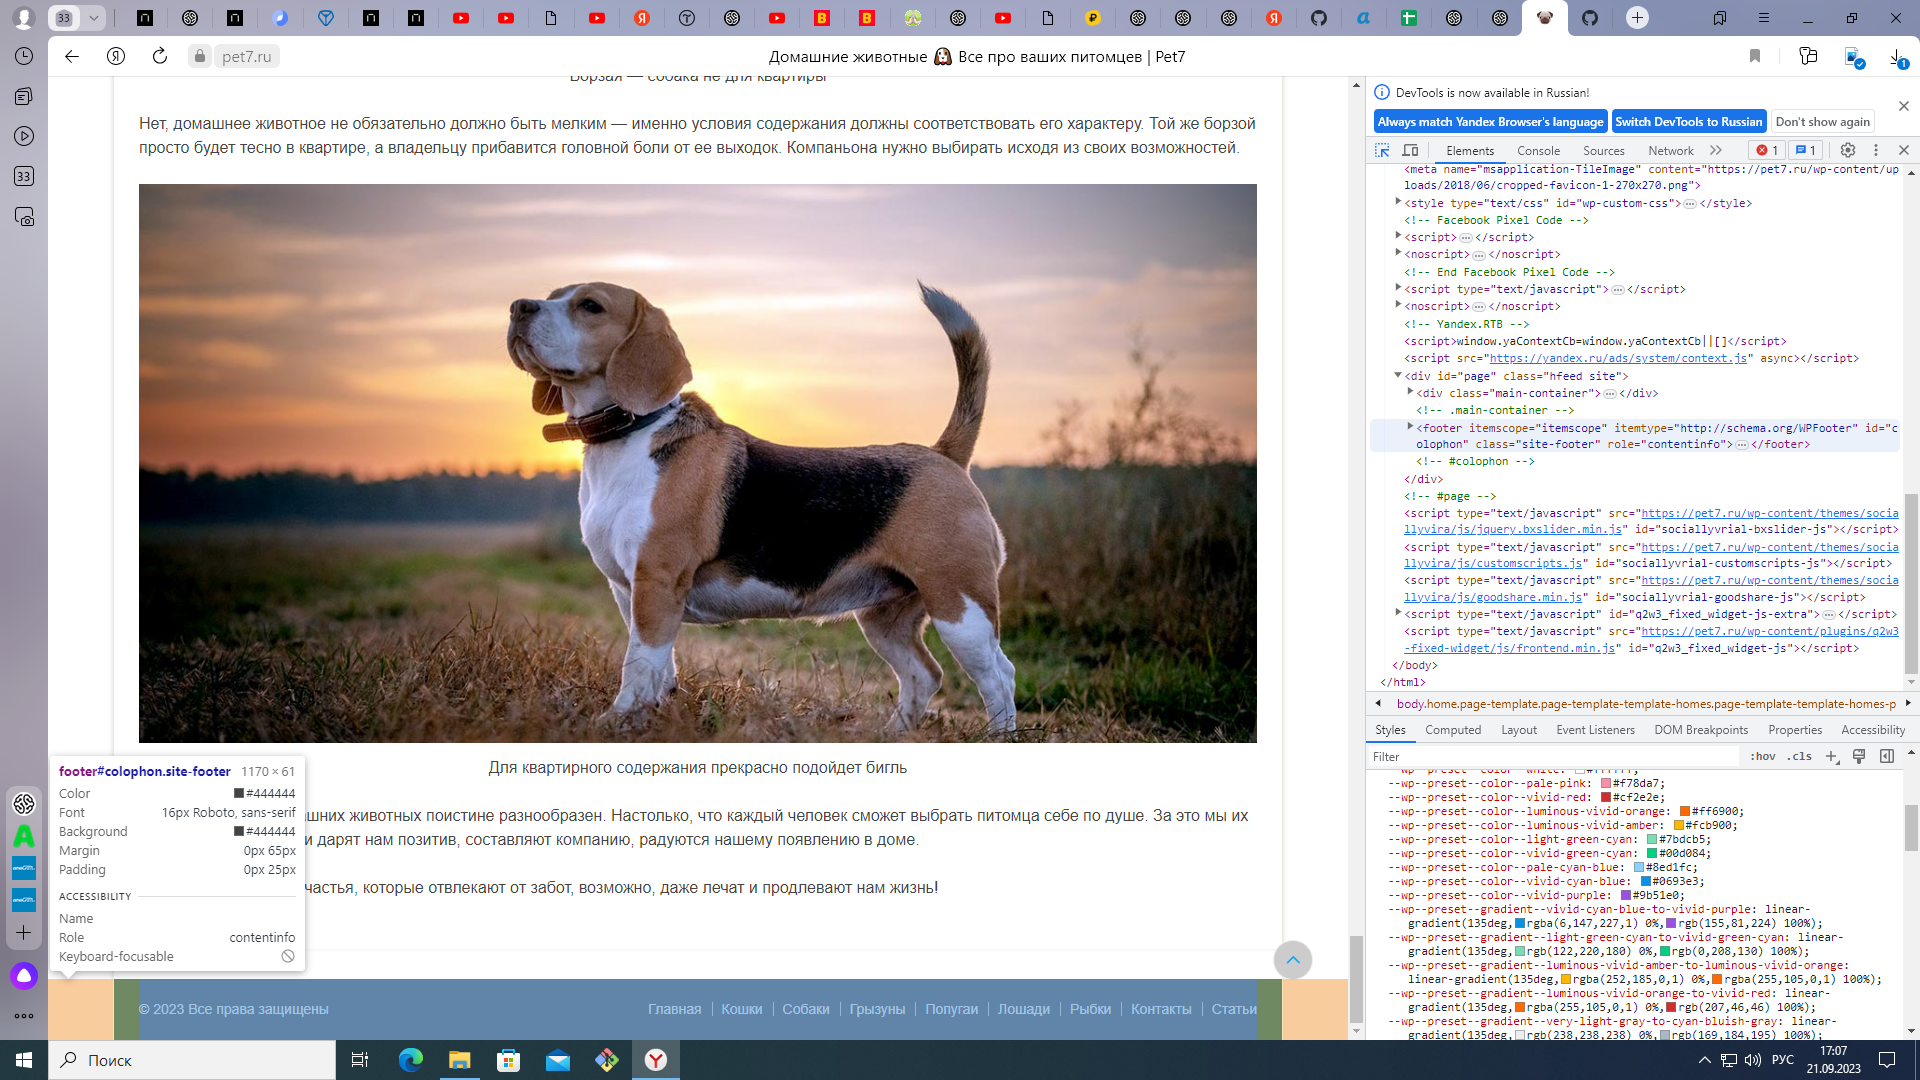 33
pet7.ru
Домашние животные 🐶 Все про ваших питомцев | Pet7
1
33
Борзая — собака не для квартиры
Нет, домашнее животное не обязательно должно быть мелким — именно условия содержания должны соответствовать его характеру. Той же борзой
просто будет тесно в квартире, а владельцу прибавится головной боли от ее выходок. Компаньона нужно выбирать исходя из своих возможностей.
Для квартирного содержания прекрасно подойдет бигль
ашних животных поистине разнообразен. Настолько, что каждый человек сможет выбрать питомца себе по душе. За это мы их
и дарят нам позитив, составляют компанию, радуются нашему появлению в доме.
частья, которые отвлекают от забот, возможно, даже лечат и продлевают нам жизнь!
footer#colophon.site-footer 1170 × 61
Color #444444
Font 16px Roboto, sans-serif
Background #444444
Margin 0px 65px
Padding 0px 25px
ACCESSIBILITY
Name
Role contentinfo
Keyboard-focusable
© 2023 Все права защищены
Главная | Кошки | Собаки | Грызуны | Попугаи | Лошади | Рыбки | Контакты | Статьи
DevTools is now available in Russian!
Always match Yandex Browser's language Switch DevTools to Russian Don't show again
Elements Console Sources Network 1 1
<meta name="msapplication-TileImage" content="https://pet7.ru/wp-content/up
loads/2018/06/cropped-favicon-1-270x270.png">
<style type="text/css" id="wp-custom-css">…</style>
<!-- Facebook Pixel Code -->
<script>…</script>
<noscript>…</noscript>
<!-- End Facebook Pixel Code -->
<script type="text/javascript">…</script>
<noscript>…</noscript>
<!-- Yandex.RTB -->
<script>window.yaContextCb=window.yaContextCb||[]</script>
<script src="https://yandex.ru/ads/system/context.js" async></script>
<div id="page" class="hfeed site">
<div class="main-container">…</div>
<!-- .main-container -->
<footer itemscope="itemscope" itemtype="http://schema.org/WPFooter" id="c
olophon" class="site-footer" role="contentinfo">…</footer>
<!-- #colophon -->
</div>
<!-- #page -->
<script type="text/javascript" src="https://pet7.ru/wp-content/themes/socia
llyvira/js/jquery.bxslider.min.js" id="sociallyvrial-bxslider-js"></script>
<script type="text/javascript" src="https://pet7.ru/wp-content/themes/socia
llyvira/js/customscripts.js" id="sociallyvrial-customscripts-js"></script>
<script type="text/javascript" src="https://pet7.ru/wp-content/themes/socia
llyvira/js/goodshare.min.js" id="sociallyvrial-goodshare-js"></script>
<script type="text/javascript" id="q2w3_fixed_widget-js-extra">…</script>
<script type="text/javascript" src="https://pet7.ru/wp-content/plugins/q2w3
-fixed-widget/js/frontend.min.js" id="q2w3_fixed_widget-js"></script>
</body>
</html>
body.home.page-template.page-template-template-homes.page-template-template-homes-p
Styles Computed Layout Event Listeners DOM Breakpoints Properties Accessibility
Filter :hov .cls
--wp--preset--color--white: #ffffff;
--wp--preset--color--pale-pink: #f78da7;
--wp--preset--color--vivid-red: #cf2e2e;
--wp--preset--color--luminous-vivid-orange: #ff6900;
--wp--preset--color--luminous-vivid-amber: #fcb900;
--wp--preset--color--light-green-cyan: #7bdcb5;
--wp--preset--color--vivid-green-cyan: #00d084;
--wp--preset--color--pale-cyan-blue: #8ed1fc;
--wp--preset--color--vivid-cyan-blue: #0693e3;
--wp--preset--color--vivid-purple: #9b51e0;
--wp--preset--gradient--vivid-cyan-blue-to-vivid-purple: linear-
gradient(135deg,rgba(6,147,227,1) 0%,rgb(155,81,224) 100%);
--wp--preset--gradient--light-green-cyan-to-vivid-green-cyan: linear-
gradient(135deg,rgb(122,220,180) 0%,rgb(0,208,130) 100%);
--wp--preset--gradient--luminous-vivid-amber-to-luminous-vivid-orange:
linear-gradient(135deg,rgba(252,185,0,1) 0%,rgba(255,105,0,1) 100%);
--wp--preset--gradient--luminous-vivid-orange-to-vivid-red: linear-
gradient(135deg,rgba(255,105,0,1) 0%,rgb(207,46,46) 100%);
--wp--preset--gradient--very-light-gray-to-cyan-bluish-gray: linear-
gradient(135deg,rgb(238,238,238) 0%,rgb(169,184,195) 100%);
Поиск
РУС
17:07
21.09.2023